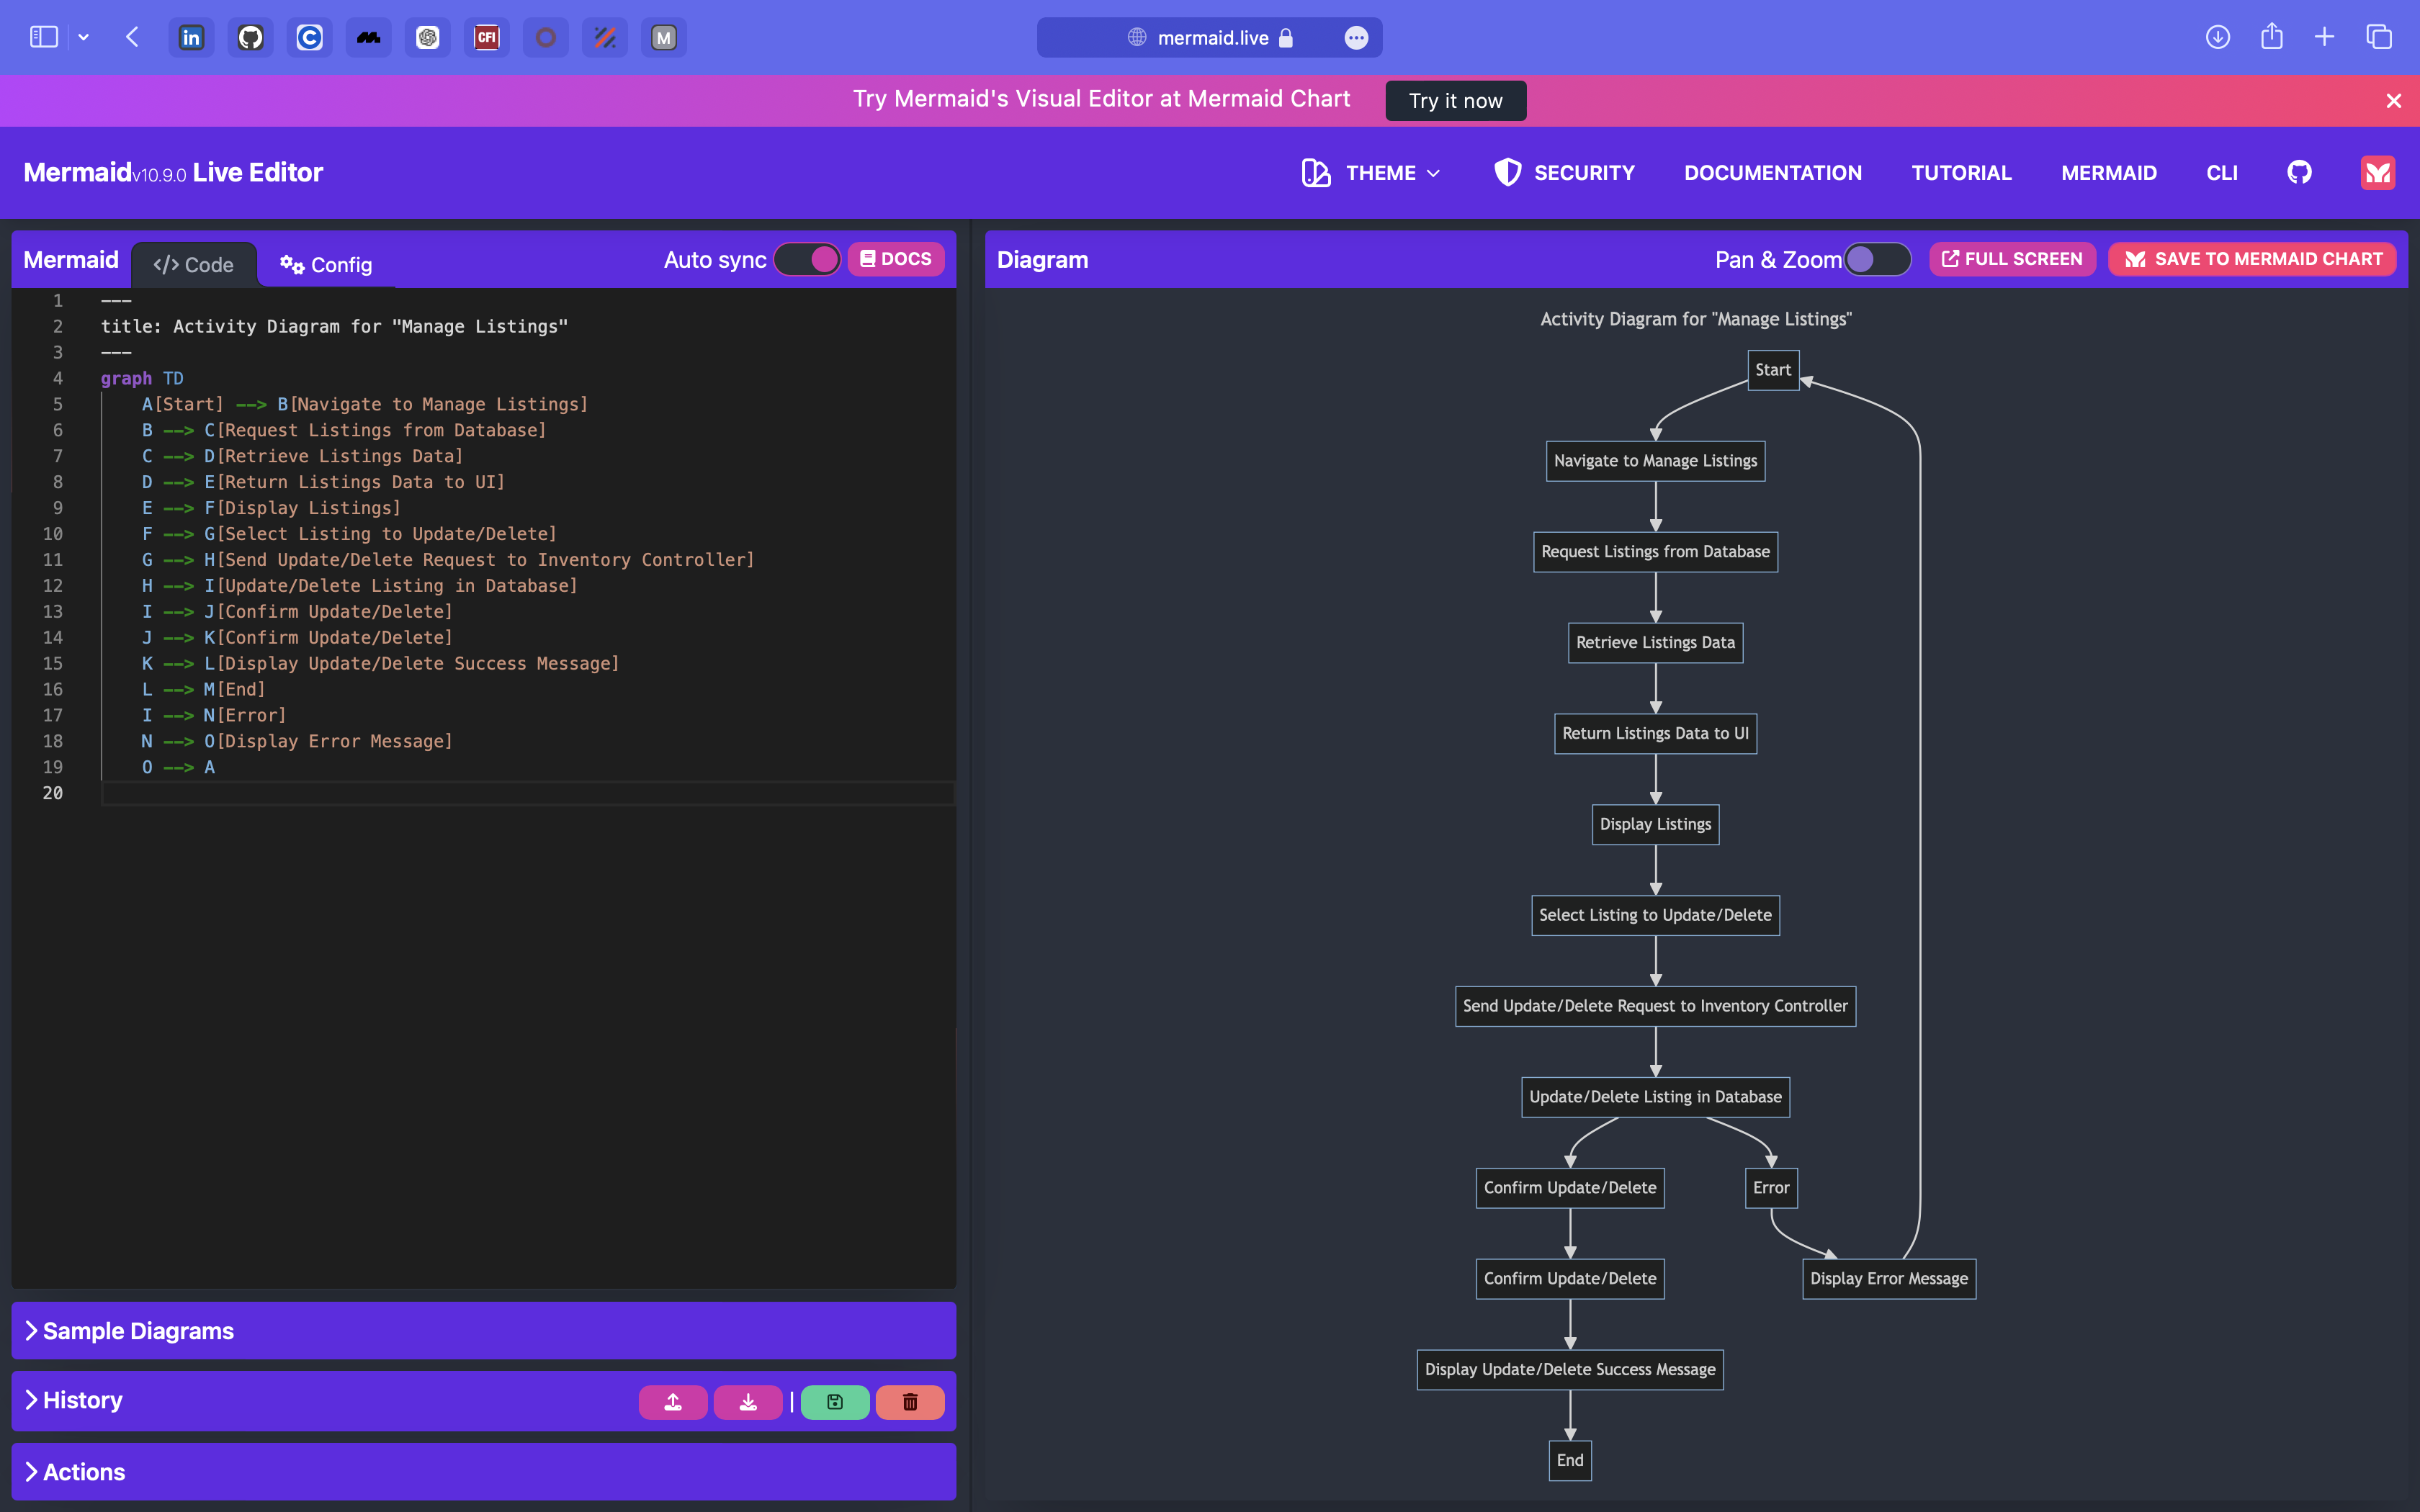 in
CFI
M
mermaid.live
Try Mermaid's Visual Editor at Mermaid Chart
Try it now
Mermaidv10.9.0 Live Editor
THEME
SECURITY
DOCUMENTATION
TUTORIAL
MERMAID
CLI
Mermaid
</> Code
Config
Auto sync
DOCS
1 ---
2 title: Activity Diagram for "Manage Listings"
3 ---
4 graph TD
5 A[Start] --> B[Navigate to Manage Listings]
6 B --> C[Request Listings from Database]
7 C --> D[Retrieve Listings Data]
8 D --> E[Return Listings Data to UI]
9 E --> F[Display Listings]
10 F --> G[Select Listing to Update/Delete]
11 G --> H[Send Update/Delete Request to Inventory Controller]
12 H --> I[Update/Delete Listing in Database]
13 I --> J[Confirm Update/Delete]
14 J --> K[Confirm Update/Delete]
15 K --> L[Display Update/Delete Success Message]
16 L --> M[End]
17 I --> N[Error]
18 N --> O[Display Error Message]
19 O --> A
20
Sample Diagrams
History
Actions
Diagram
Pan & Zoom
FULL SCREEN
SAVE TO MERMAID CHART
Activity Diagram for "Manage Listings"
Start
Navigate to Manage Listings
Request Listings from Database
Retrieve Listings Data
Return Listings Data to UI
Display Listings
Select Listing to Update/Delete
Send Update/Delete Request to Inventory Controller
Update/Delete Listing in Database
Confirm Update/Delete
Error
Confirm Update/Delete
Display Error Message
Display Update/Delete Success Message
End